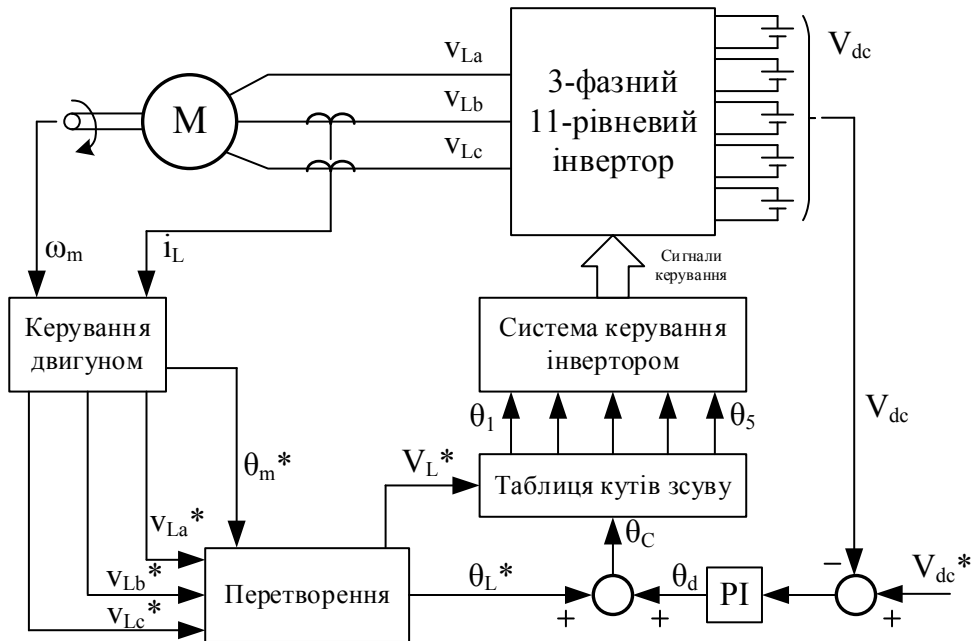 V_La
V_Lb
V_Lc
M
3-фазний
11-рівневий
інвертор
V_dc
ω_m
i_L
Сигнали
керування
Керування
двигуном
Система керування
інвертором
V_dc
θ_1
θ_5
θ_m*
V_L*
Таблиця кутів зсуву
v_La*
θ_C
v_Lb*
v_Lc*
Перетворення
θ_L*
+
+
θ_d
PI
−
+
V_dc*